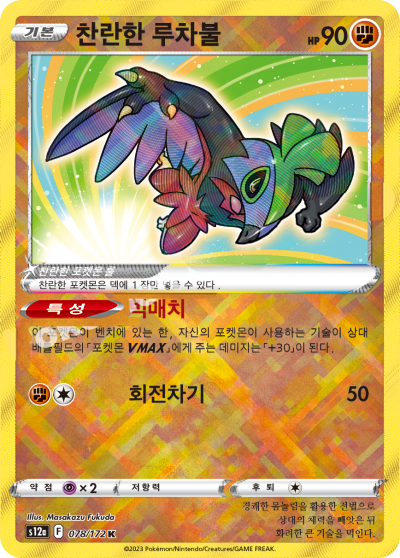 기본 찬란한 루차불 HP 90
찬란한 포켓몬 룰
찬란한 포켓몬은 덱에 1장만 넣을 수 있다.
특성 빅매치
이 포켓몬이 벤치에 있는 한, 자신의 포켓몬이 사용하는 기술이 상대
배틀필드의 「포켓몬 VMAX」에게 주는 데미지는 「+30」이 된다.
회전차기 50
약점 ×2 저항력 후퇴
Illus. Masakazu Fukuda
s12a F 078/172 K
경쾌한 몸놀림을 활용한 전법으로
상대의 체력을 빼앗은 뒤
화려한 큰 기술을 먹인다.
©2023 Pokémon/Nintendo/Creatures/GAME FREAK.